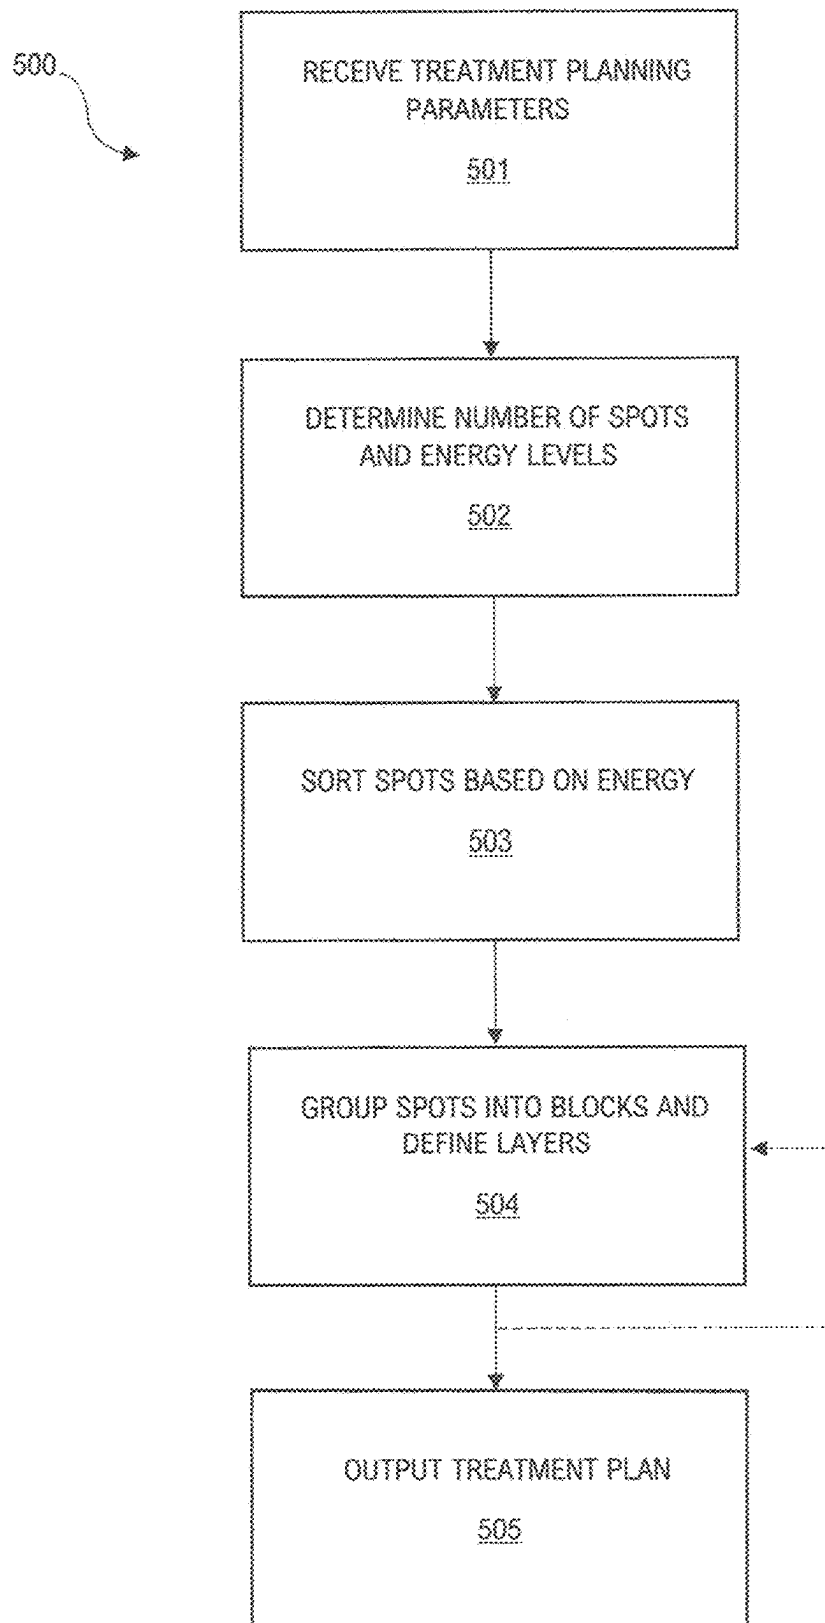 500
RECEIVE TREATMENT PLANNING
PARAMETERS
501
DETERMINE NUMBER OF SPOTS
AND ENERGY LEVELS
502
SORT SPOTS BASED ON ENERGY
503
GROUP SPOTS INTO BLOCKS AND
DEFINE LAYERS
504
OUTPUT TREATMENT PLAN
505